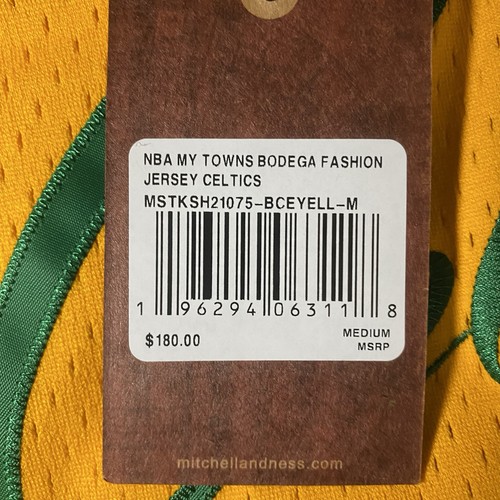 NBA MY TOWNS BODEGA FASHION
JERSEY CELTICS
MSTKSH21075-BCEYELL-M
1 96294 06311 8
$180.00
MEDIUM
MSRP
mitchellandness.com